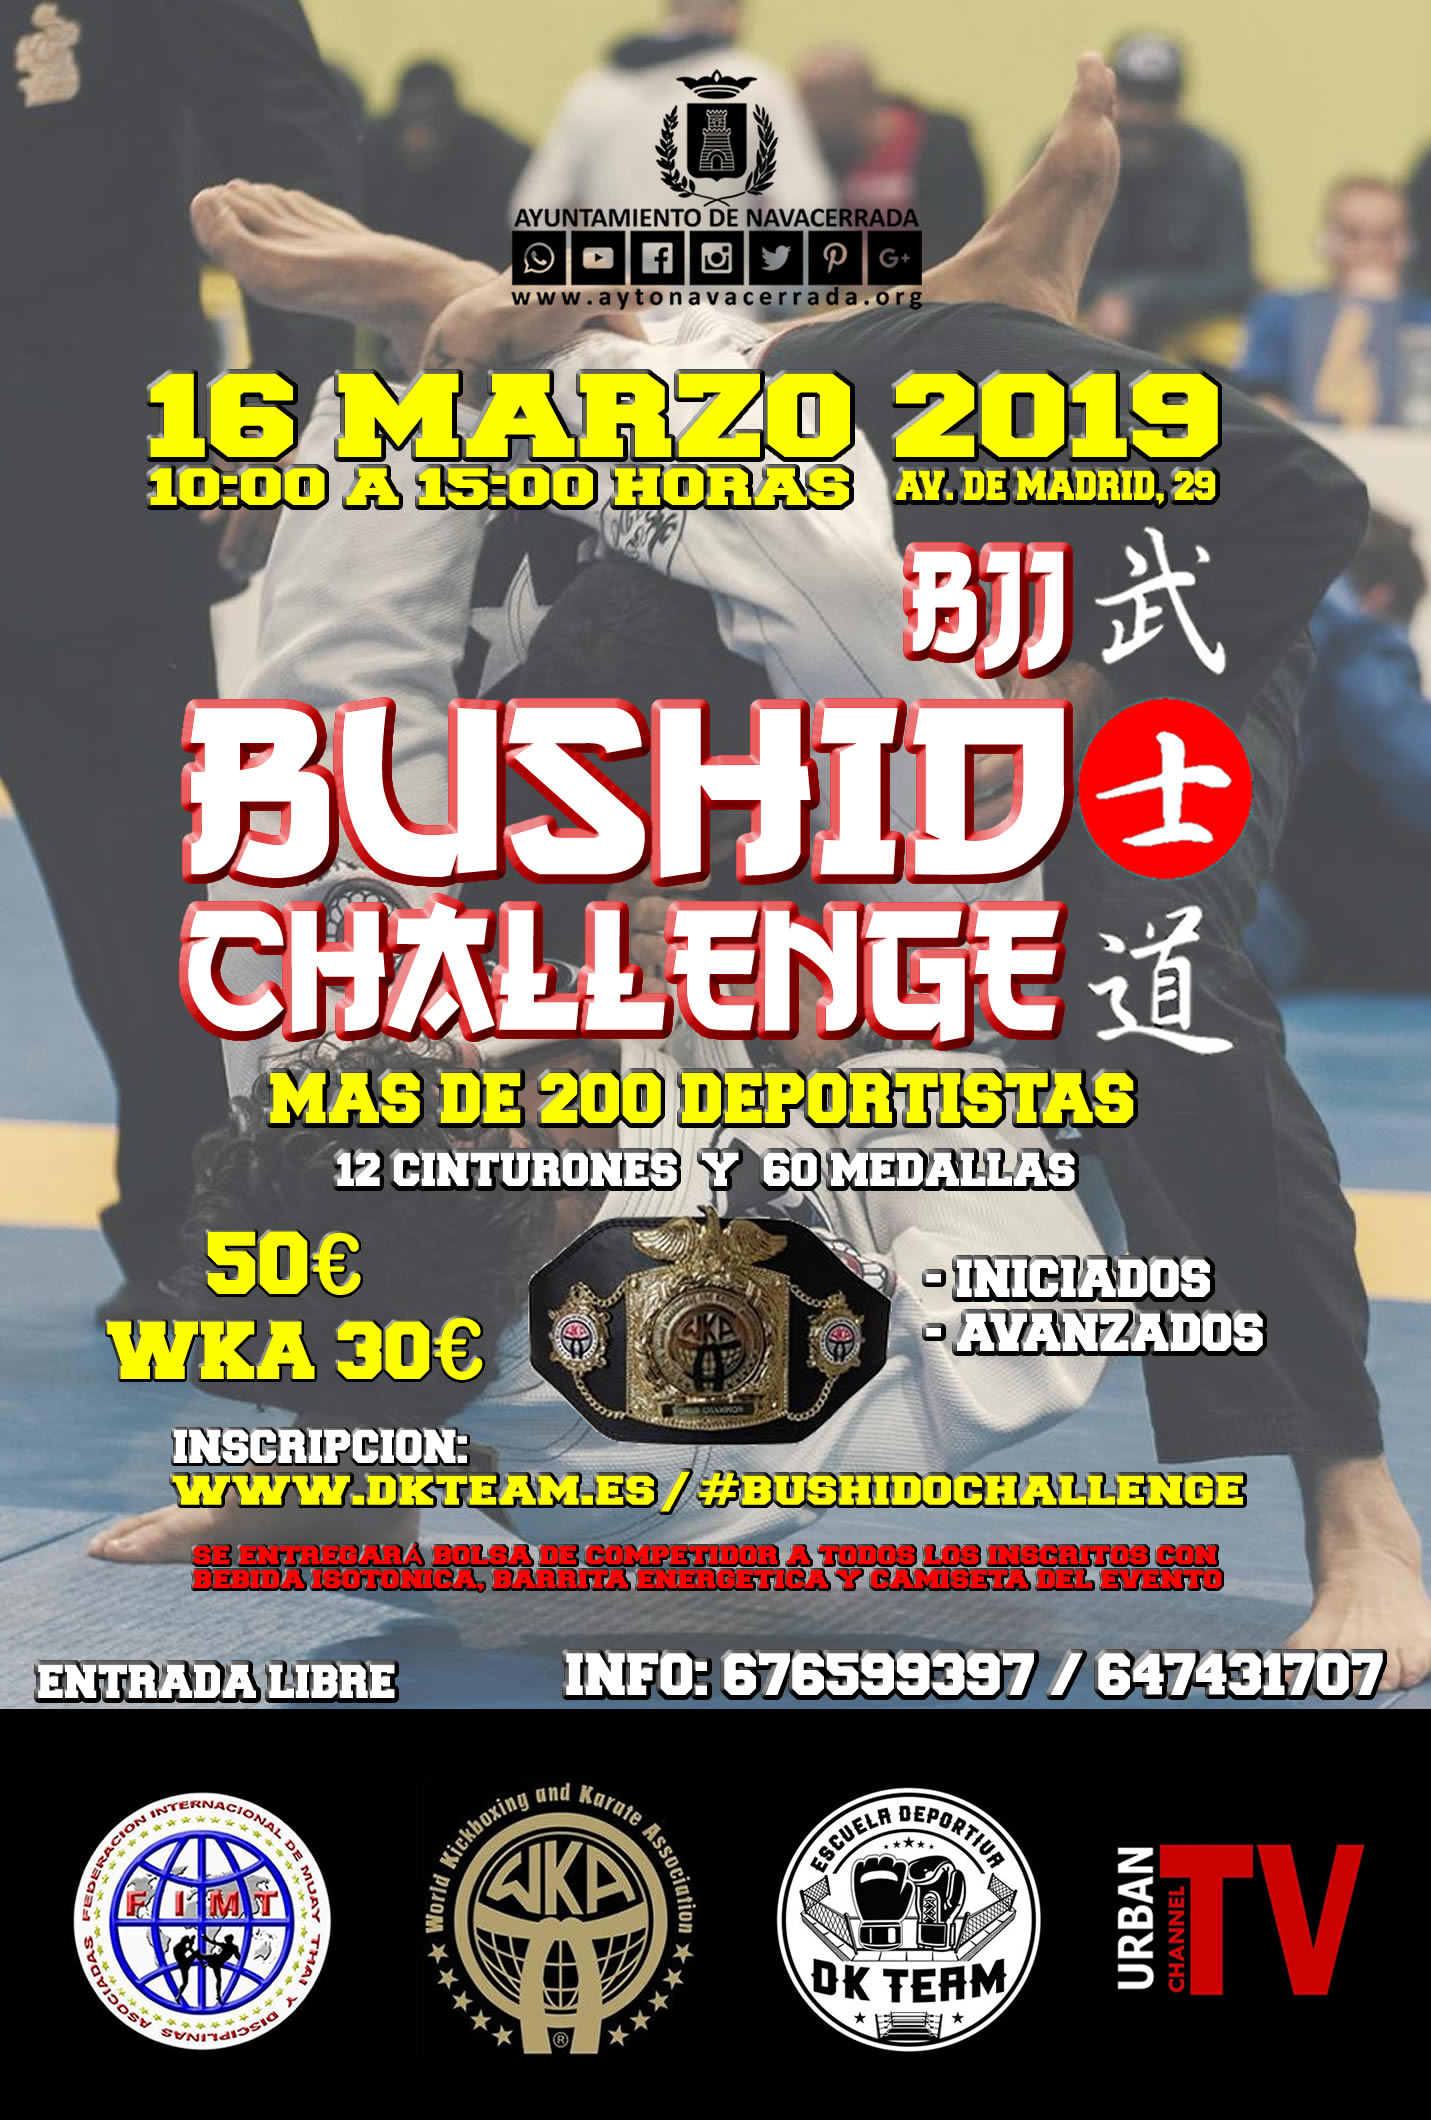 AYUNTAMIENTO DE NAVACERRADA
www.aytonavacerrada.org
16 MARZO 2019
10:00 A 15:00 HORAS AV. DE MADRID, 29
BJJ 武
BUSHID 士
CHALLENGE 道
MAS DE 200 DEPORTISTAS
12 CINTURONES Y 60 MEDALLAS
50€
WKA 30€
WKA
WORLD CHAMPION
- INICIADOS
- AVANZADOS
INSCRIPCION:
WWW.DKTEAM.ES / #BUSHIDOCHALLENGE
SE ENTREGARÁ BOLSA DE COMPETIDOR A TODOS LOS INSCRITOS CON
BEBIDA ISOTONICA, BARRITA ENERGETICA Y CAMISETA DEL EVENTO
ENTRADA LIBRE
INFO: 676599397 / 647431707
FEDERACION INTERNACIONAL DE MUAY THAI Y DISCIPLINAS ASOCIADAS
FIMT
World Kickboxing and Karate Association
WKA
®
ESCUELA DEPORTIVA
DK TEAM
URBAN
CHANNEL
TV